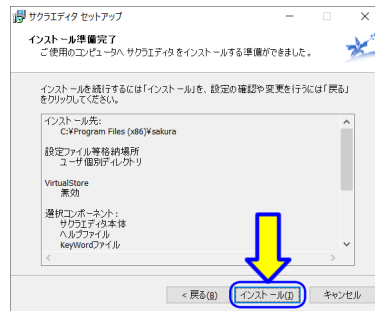 サクラエディタ セットアップ
インストール準備完了
ご使用のコンピュータへ サクラエディタ をインストールする準備ができました。
インストールを続行するには「インストール」を、設定の確認や変更を行うには「戻る」
をクリックしてください。
インストール先:
C:¥Program Files (x86)¥sakura
設定ファイル等格納場所
ユーザ個別ディレクトリ
VirtualStore
無効
選択コンポーネント:
サクラエディタ本体
ヘルプファイル
KeyWordファイル
< 戻る(B)
インストール(I)
キャンセル